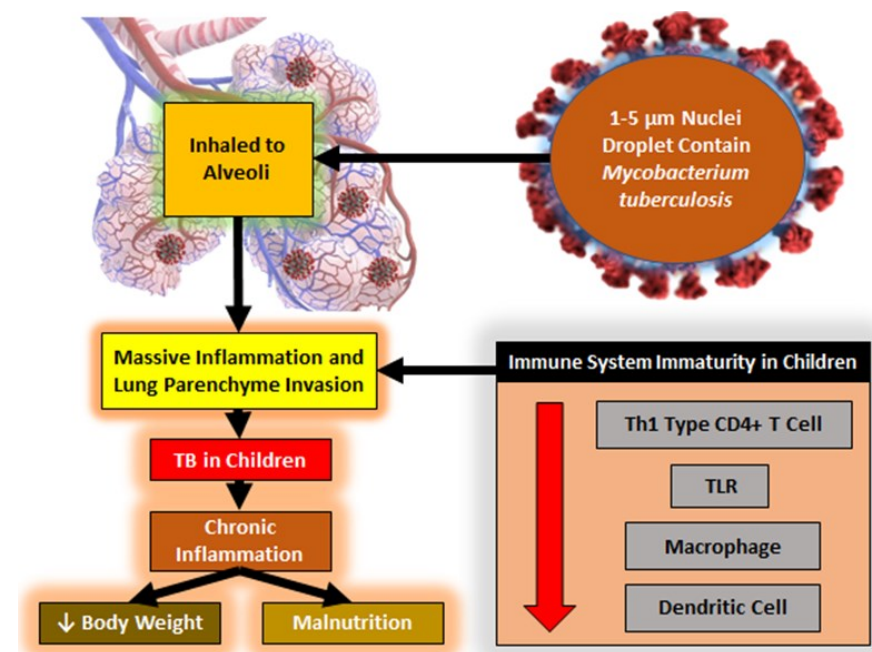 1-5 µm Nuclei
Droplet Contain
Mycobacterium
tuberculosis
Inhaled to
Alveoli
Massive Inflammation and
Lung Parenchyme Invasion
Immune System Immaturity in Children
Th1 Type CD4+ T Cell
TLR
Macrophage
Dendritic Cell
TB in Children
Chronic
Inflammation
↓ Body Weight
Malnutrition